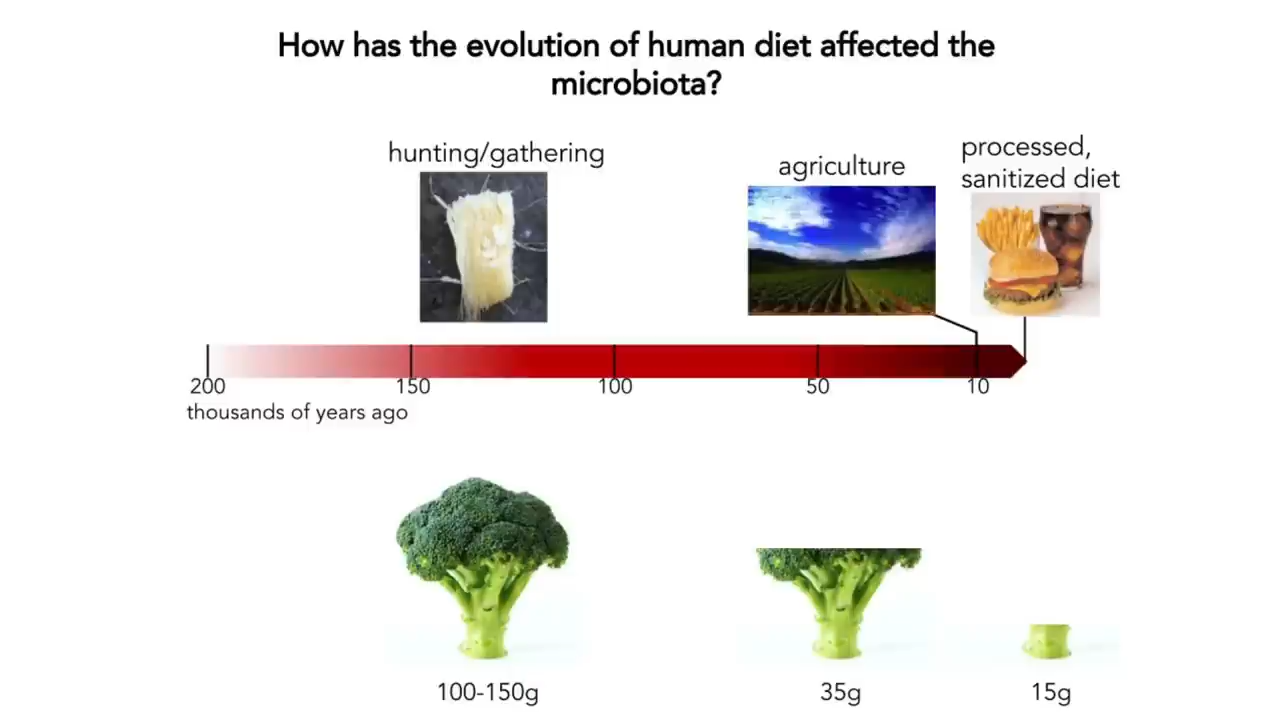 How has the evolution of human diet affected the
microbiota?
hunting/gathering
agriculture
processed,
sanitized diet
200
150
100
50
10
thousands of years ago
100-150g
35g
15g